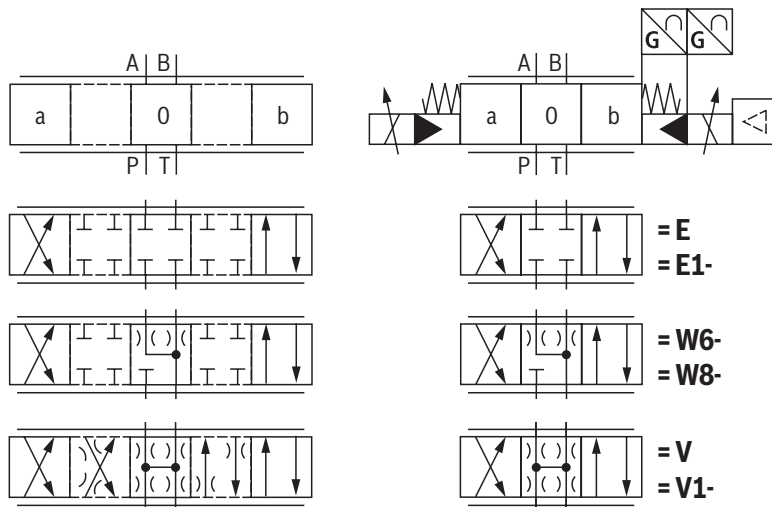 G G
A B
a 0 b
P T
A B
a 0 b
P T
= E
= E1-
= W6-
= W8-
= V
= V1-